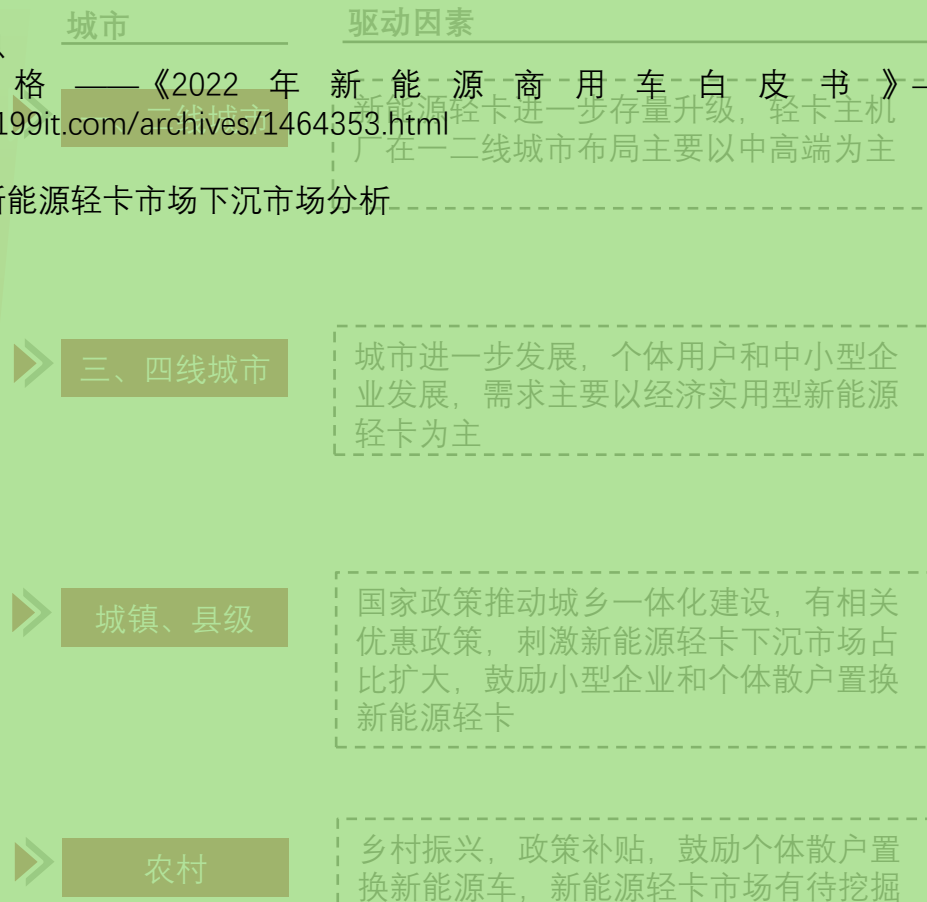 城市
驱动因素
、
格 ——《2022 年 新 能 源 商 用 车 白 皮 书 》—
199it.com/archives/1464353.html
线城市
新能源轻卡进一步存量升级，轻卡主机
厂在一二线城市布局主要以中高端为主
新能源轻卡市场下沉市场分析
三、四线城市
城市进一步发展，个体用户和中小型企
业发展，需求主要以经济实用型新能源
轻卡为主
城镇、县级
国家政策推动城乡一体化建设，有相关
优惠政策，刺激新能源轻卡下沉市场占
比扩大，鼓励小型企业和个体散户置换
新能源轻卡
农村
乡村振兴，政策补贴，鼓励个体散户置
换新能源车，新能源轻卡市场有待挖掘